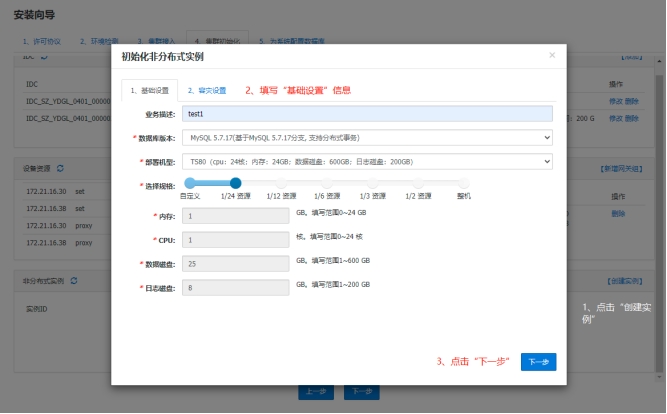 安装向导
1、许可协议 2、环境检测 3、集群接入 4、集群初始化 5、为系统配置数据库
IDC
IDC 操作
IDC_SZ_YDGL_0401_00000 修改 删除
IDC_SZ_YDGL_0401_00000 : 200 G 修改 删除
设备资源 【新增网关组】
172.21.16.30 set 操作
172.21.16.38 set 删除
172.21.16.30 proxy
172.21.16.38 proxy
非分布式实例 【创建实例】
实例ID
1、点击“创建实
例”
上一步 下一步
初始化非分布式实例 ×
1、基础设置 2、容灾设置 2、填写“基础设置”信息
业务描述: test1
* 数据库版本: MySQL 5.7.17(基于MySQL 5.7.17分支, 支持分布式事务)
* 部署机型: TS80（cpu: 24核; 内存: 24GB; 数据磁盘: 600GB; 日志磁盘: 200GB）
* 选择规格:
自定义 1/24 资源 1/12 资源 1/6 资源 1/3 资源 1/2 资源 整机
* 内存: 1 GB。填写范围0~24 GB
* CPU: 1 核。填写范围0~24 核
* 数据磁盘: 25 GB。填写范围1~600 GB
* 日志磁盘: 8 GB。填写范围1~200 GB
3、点击“下一步” 下一步